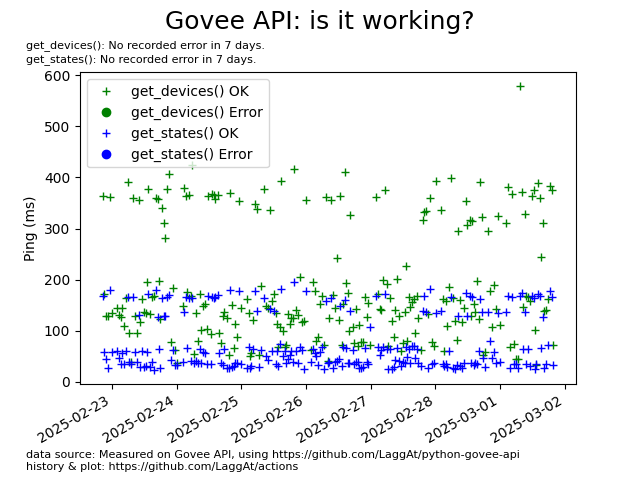 Govee API: is it working?
get_devices(): No recorded error in 7 days.
get_states(): No recorded error in 7 days.
600
500
400
300
200
100
0
Ping (ms)
get_devices() OK
get_devices() Error
get_states() OK
get_states() Error
2025-02-23
2025-02-24
2025-02-25
2025-02-26
2025-02-27
2025-02-28
2025-03-01
2025-03-02
data source: Measured on Govee API, using https://github.com/LaggAt/python-govee-api
history & plot: https://github.com/LaggAt/actions